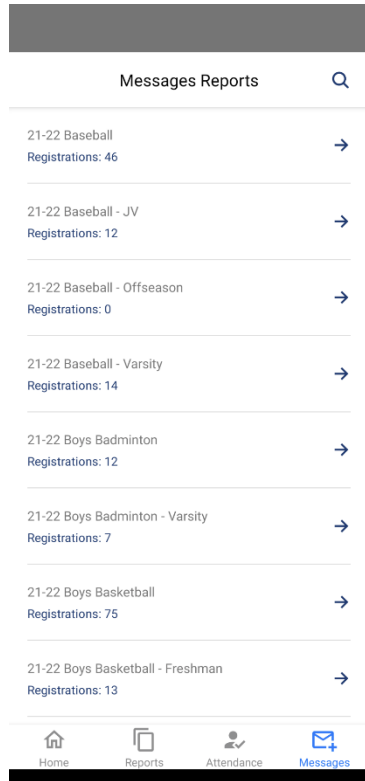 Messages Reports
21-22 Baseball
Registrations: 46
21-22 Baseball - JV
Registrations: 12
21-22 Baseball - Offseason
Registrations: 0
21-22 Baseball - Varsity
Registrations: 14
21-22 Boys Badminton
Registrations: 12
21-22 Boys Badminton - Varsity
Registrations: 7
21-22 Boys Basketball
Registrations: 75
21-22 Boys Basketball - Freshman
Registrations: 13
Home Reports Attendance Messages